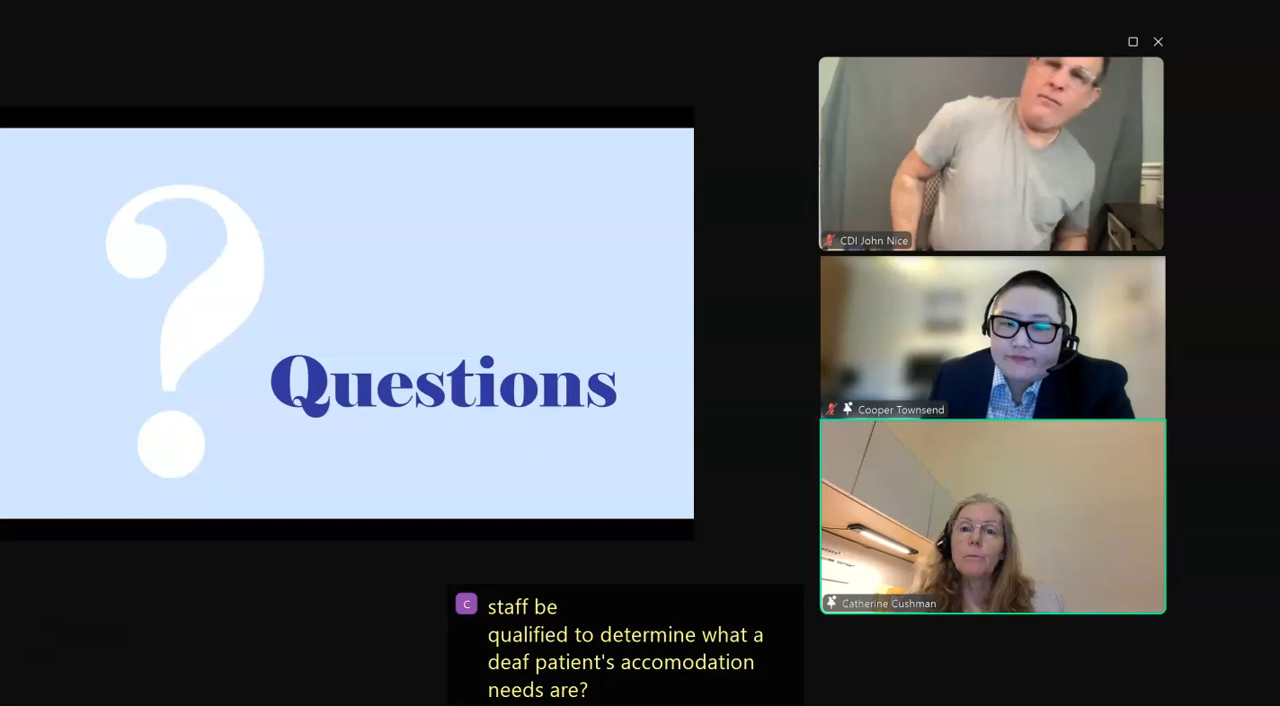 ?
Questions
CDI John Nice
Cooper Townsend
Catherine Cushman
C
staff be
qualified to determine what a
deaf patient's accomodation
needs are?